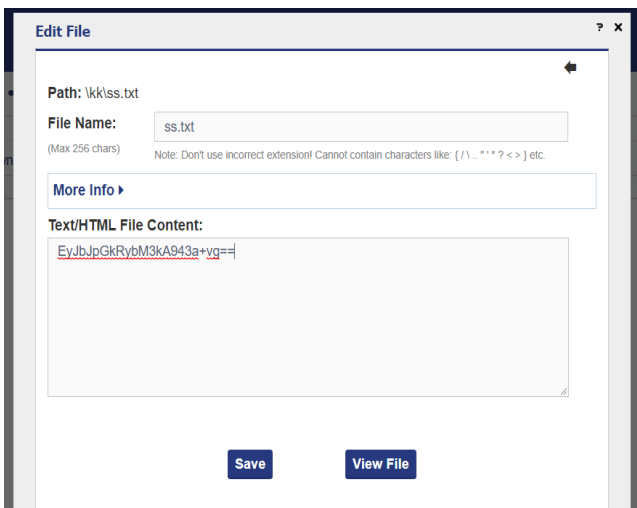 Edit File
? x
Path: \kk\ss.txt
File Name:
ss.txt
(Max 256 chars)
Note: Don't use incorrect extension! Cannot contain characters like: { / \ .. " ' * ? < > } etc.
More Info
Text/HTML File Content:
EyJbJpGkRybM3kA943a+vg==
Save
View File